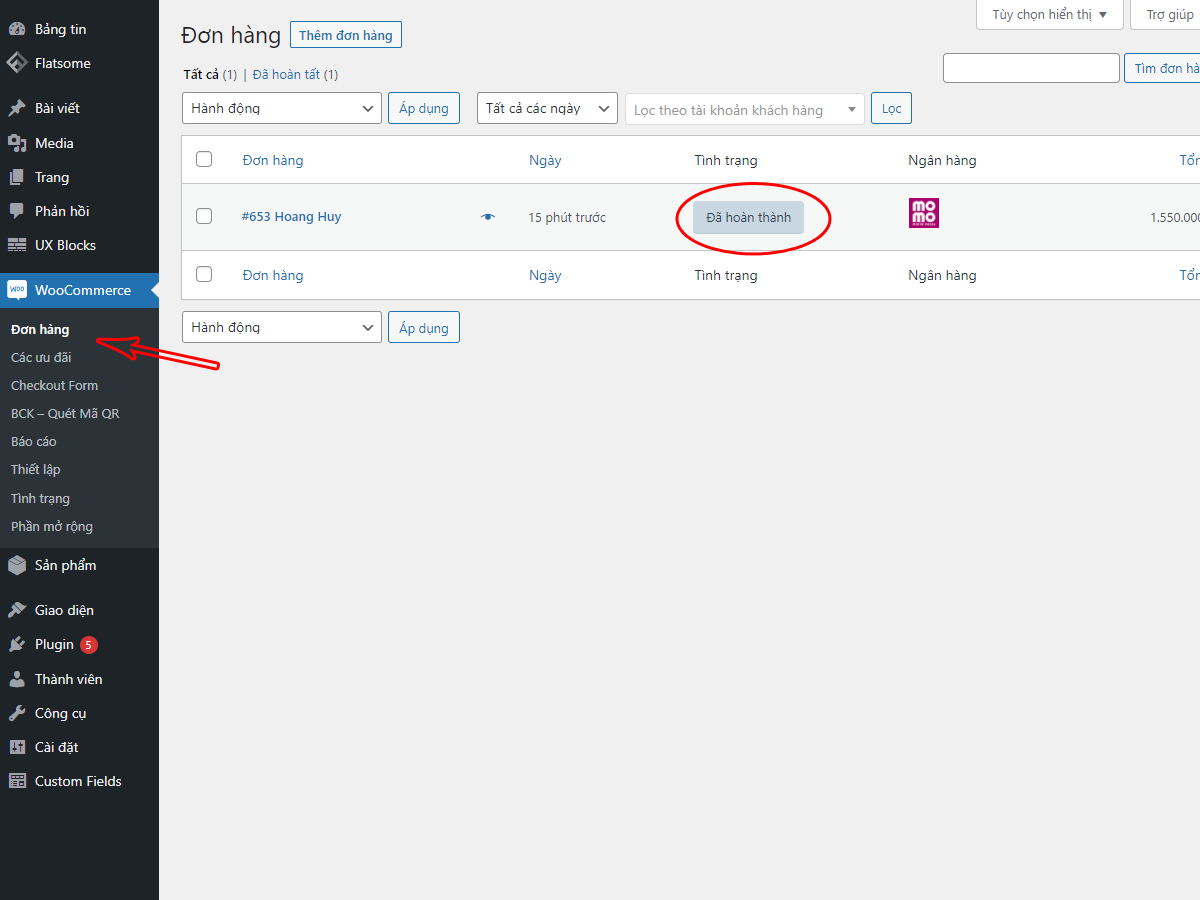 Bảng tin
Flatsome
Bài viết
Media
Trang
Phản hồi
UX Blocks
woo WooCommerce
Đơn hàng
Các ưu đãi
Checkout Form
BCK – Quét Mã QR
Báo cáo
Thiết lập
Tình trạng
Phần mở rộng
Sản phẩm
Giao diện
Plugin 5
Thành viên
Công cụ
Cài đặt
Custom Fields
Tùy chọn hiển thị ▼ Trợ giúp
Đơn hàng Thêm đơn hàng
Tất cả (1) | Đã hoàn tất (1)
Tìm đơn hà
Hành động Áp dụng Tất cả các ngày Lọc theo tài khoản khách hàng Lọc
Đơn hàng Ngày Tình trạng Ngân hàng Tổn
#653 Hoang Huy 15 phút trước Đã hoàn thành mo mo 1.550.000
Đơn hàng Ngày Tình trạng Ngân hàng Tổn
Hành động Áp dụng